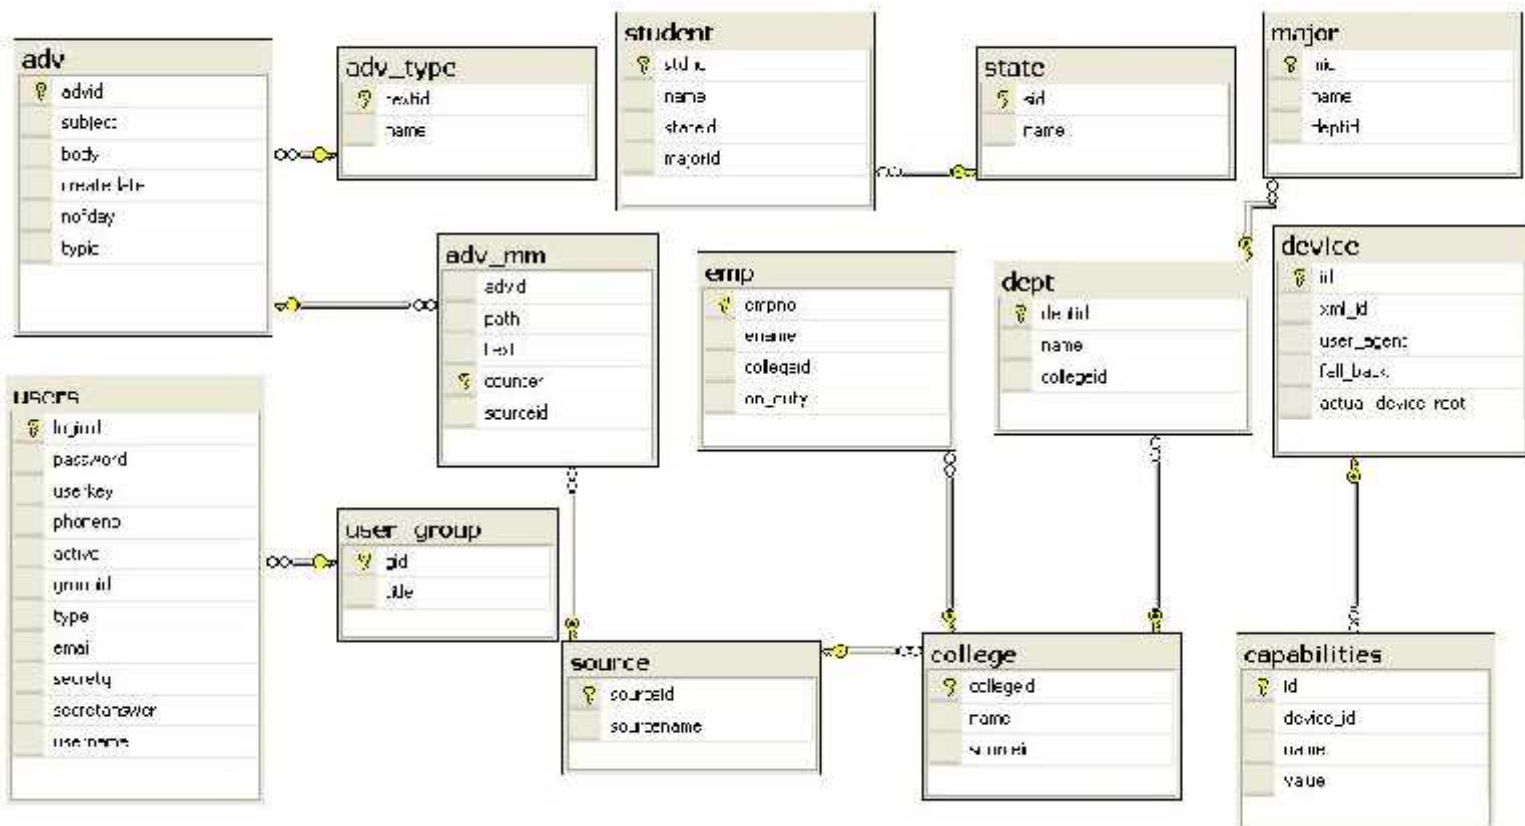 adv
advid
subject
body
nofday
adv_type
name
student
name
stateid
majorid
state
sid
name
major
name
deptid
adv_mm
advid
path
text
counter
sourceid
emp
empno
ename
collegeid
on_duty
dept
deptid
name
collegeid
device
id
xml_id
user_agent
fall_back
actual_device_root
users
password
userkey
phoneno
active
groupid
type
email
secretq
secretanswer
username
user_group
gid
title
source
sourceid
sourcename
college
collegeid
name
sourceid
capabilities
id
device_id
name
value